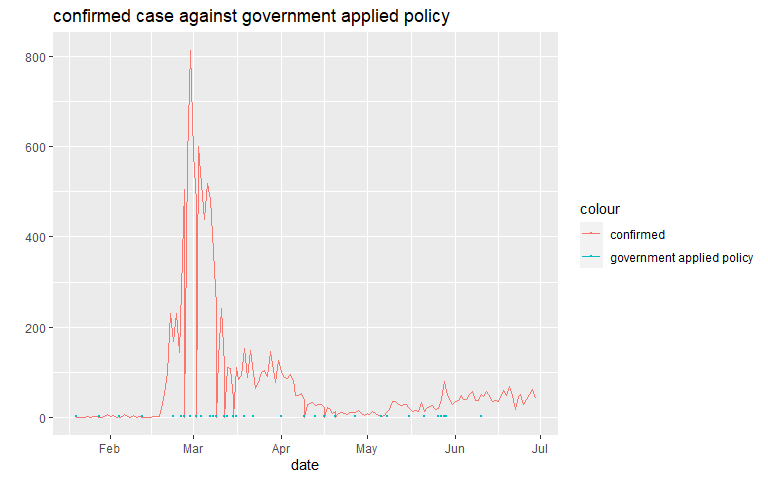 confirmed case against government applied policy
800
600
400
200
0
Feb Mar Apr May Jun Jul
date
colour
confirmed
government applied policy